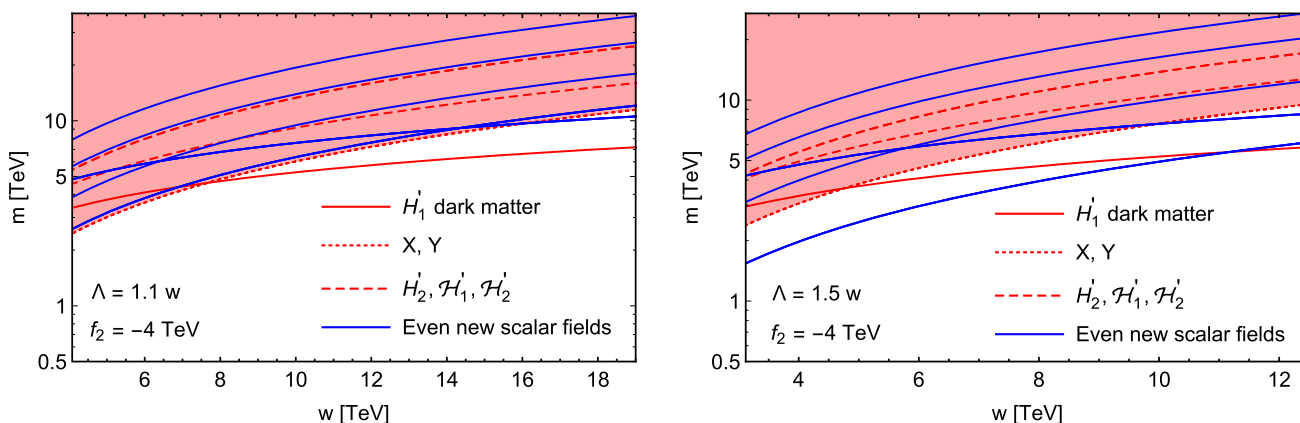 m [TeV]
10
5
1
0.5
H′₁ dark matter
X, Y
H′₂, ℋ′₁, ℋ′₂
Even new scalar fields
Λ = 1.1 w
f₂ = −4 TeV
6 8 10 12 14 16 18
w [TeV]
m [TeV]
10
5
1
0.5
H′₁ dark matter
X, Y
H′₂, ℋ′₁, ℋ′₂
Even new scalar fields
Λ = 1.5 w
f₂ = −4 TeV
4 6 8 10 12
w [TeV]